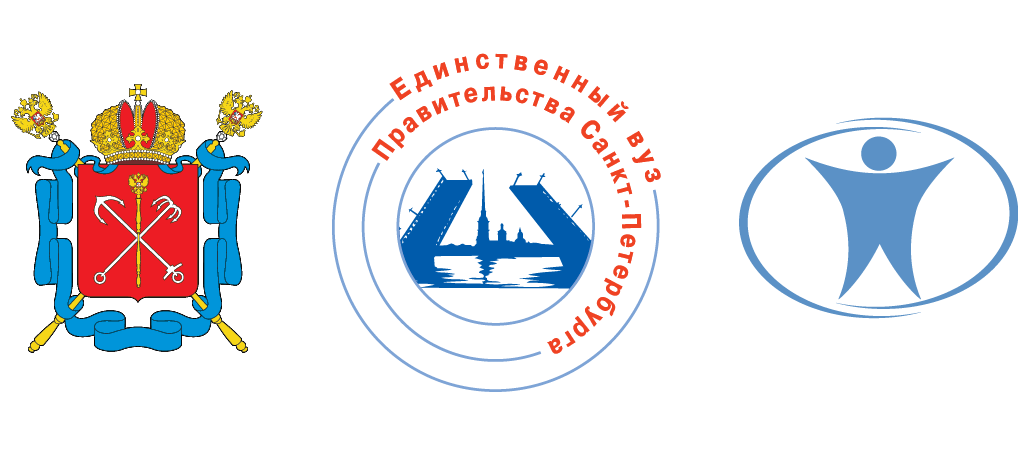 Единственный вуз
Правительства Санкт-Петербурга